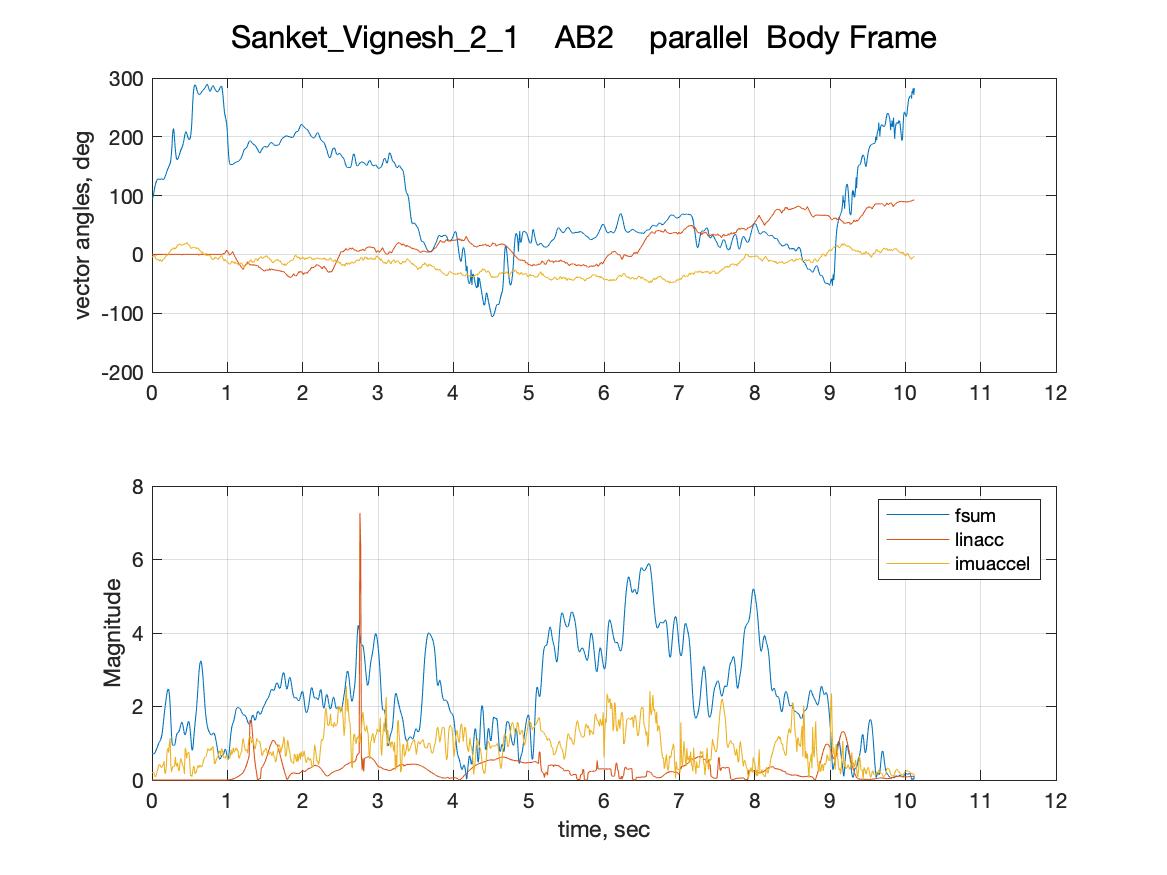 Sanket_Vignesh_2_1 AB2 parallel Body Frame
300
200
100
0
-100
-200
vector angles, deg
0 1 2 3 4 5 6 7 8 9 10 11 12
8
6
4
2
0
Magnitude
fsum
linacc
imuaccel
0 1 2 3 4 5 6 7 8 9 10 11 12
time, sec